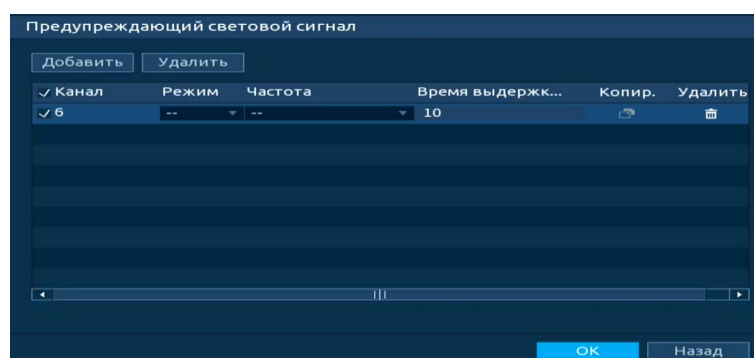 Предупреждающий световой сигнал
Добавить Удалить
Канал Режим Частота Время выдержк... Копир. Удалить
6 -- -- 10
OK Назад